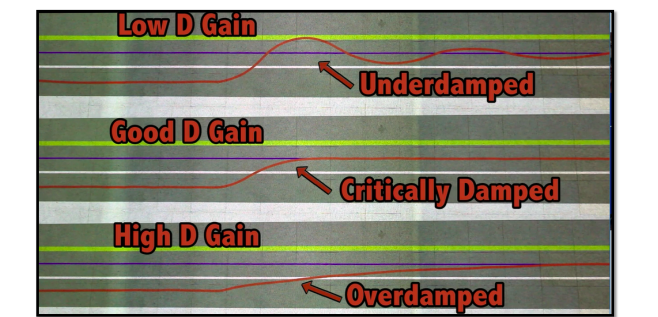 Low D Gain
Underdamped
Good D Gain
Critically Damped
High D Gain
Overdamped